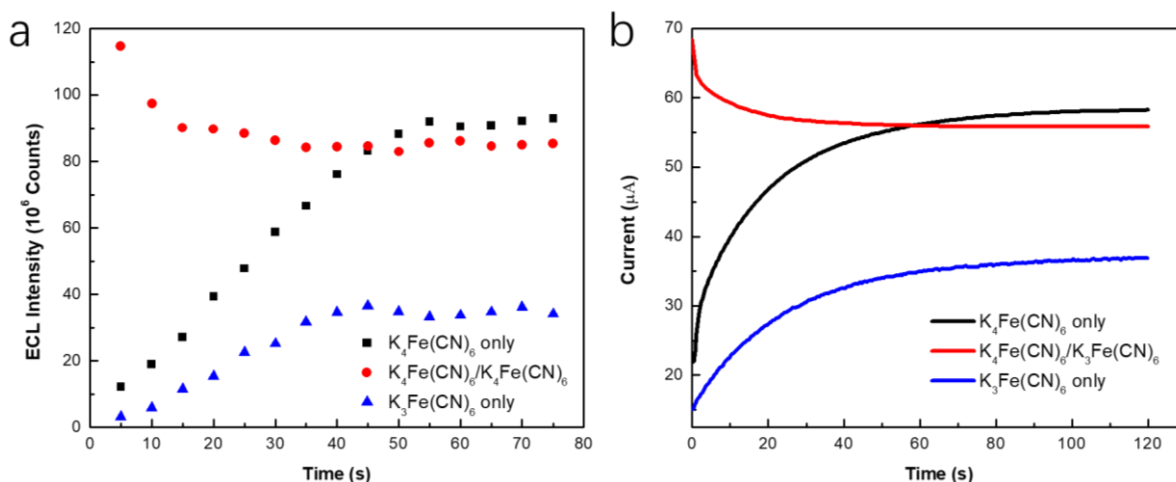 a
120
100
80
60
40
20
0
ECL Intensity (10⁶ Counts)
K₄Fe(CN)₆ only
K₄Fe(CN)₆/K₄Fe(CN)₆
K₃Fe(CN)₆ only
0 10 20 30 40 50 60 70 80
Time (s)
b
70
60
50
40
30
20
Current (μA)
K₄Fe(CN)₆ only
K₄Fe(CN)₆/K₃Fe(CN)₆
K₃Fe(CN)₆ only
0 20 40 60 80 100 120
Time (s)